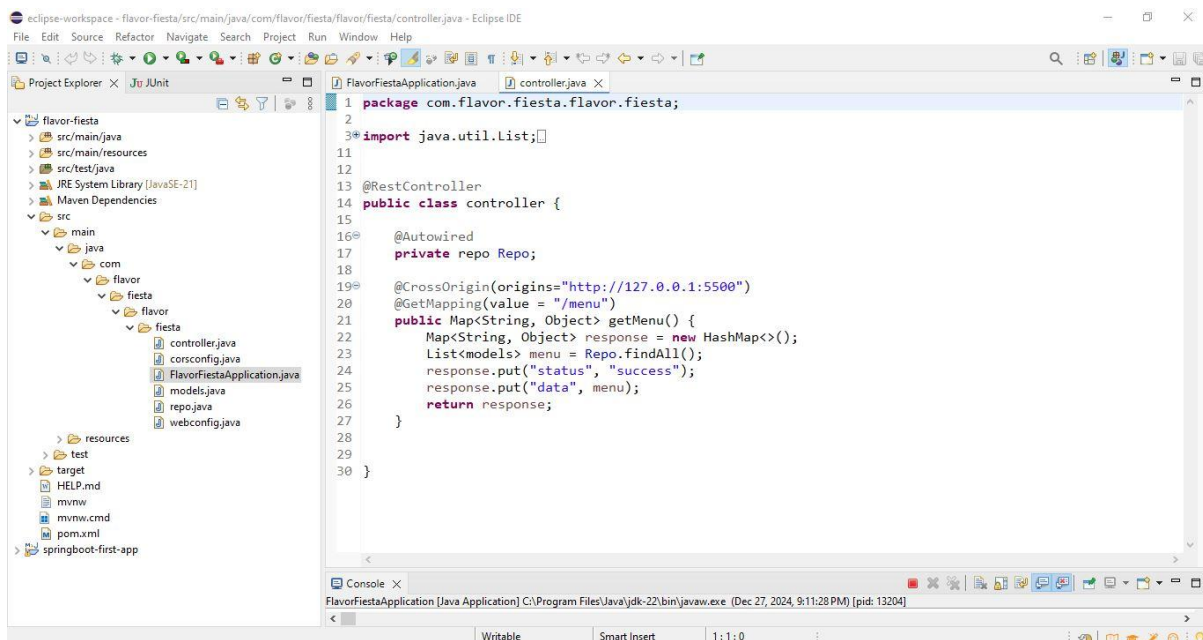 eclipse-workspace - flavor-fiesta/src/main/java/com/flavor/fiesta/flavor/fiesta/controller.java - Eclipse IDE
File Edit Source Refactor Navigate Search Project Run Window Help
Project Explorer JUnit
flavor-fiesta
src/main/java
src/main/resources
src/test/java
JRE System Library [JavaSE-21]
Maven Dependencies
src
main
java
com
flavor
fiesta
flavor
fiesta
controller.java
corsconfig.java
FlavorFiestaApplication.java
models.java
repo.java
webconfig.java
resources
test
target
HELP.md
mvnw
mvnw.cmd
pom.xml
springboot-first-app
FlavorFiestaApplication.java controller.java
1 package com.flavor.fiesta.flavor.fiesta;
2
3 import java.util.List;
11
12
13 @RestController
14 public class controller {
15
16 @Autowired
17 private repo Repo;
18
19 @CrossOrigin(origins="http://127.0.0.1:5500")
20 @GetMapping(value = "/menu")
21 public Map<String, Object> getMenu() {
22 Map<String, Object> response = new HashMap<>();
23 List<models> menu = Repo.findAll();
24 response.put("status", "success");
25 response.put("data", menu);
26 return response;
27 }
28
29
30 }
Console
FlavorFiestaApplication [Java Application] C:\Program Files\Java\jdk-22\bin\javaw.exe (Dec 27, 2024, 9:11:28 PM) [pid: 13204]
Writable Smart Insert 1 : 1 : 0